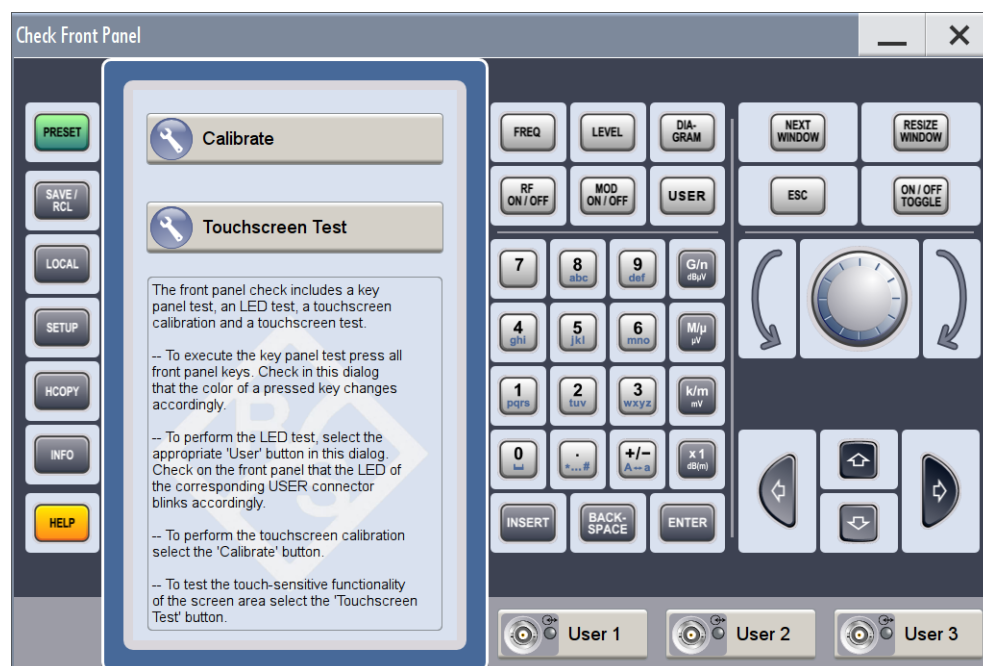 Check Front Panel
PRESET
SAVE /
RCL
LOCAL
SETUP
HCOPY
INFO
HELP
Calibrate
Touchscreen Test
The front panel check includes a key
panel test, an LED test, a touchscreen
calibration and a touchscreen test.
-- To execute the key panel test press all
front panel keys. Check in this dialog
that the color of a pressed key changes
accordingly.
-- To perform the LED test, select the
appropriate 'User' button in this dialog.
Check on the front panel that the LED of
the corresponding USER connector
blinks accordingly.
-- To perform the touchscreen calibration
select the 'Calibrate' button.
-- To test the touch-sensitive functionality
of the screen area select the 'Touchscreen
Test' button.
FREQ
LEVEL
DIA-
GRAM
RF
ON / OFF
MOD
ON / OFF
USER
7
8
abc
9
def
G/n
dBµV
4
ghi
5
jkl
6
mno
M/µ
µV
1
pqrs
2
tuv
3
wxyz
k/m
mV
0
.
*...#
+/-
A↔a
x 1
dB(m)
INSERT
BACK-
SPACE
ENTER
NEXT
WINDOW
RESIZE
WINDOW
ESC
ON / OFF
TOGGLE
User 1
User 2
User 3